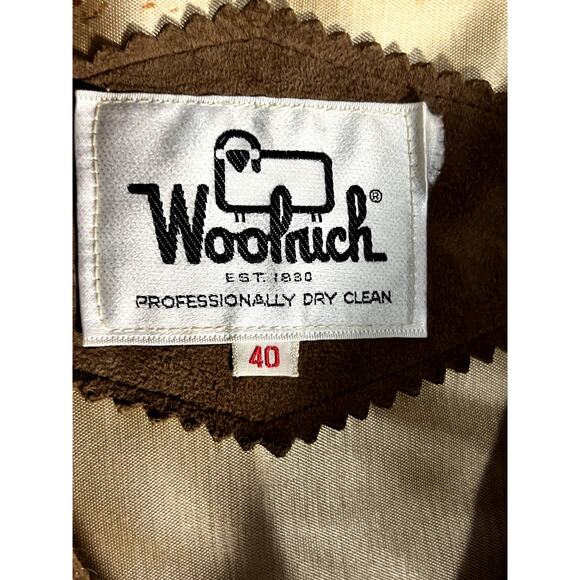 Woolrich®
EST. 1830
PROFESSIONALLY DRY CLEAN
40